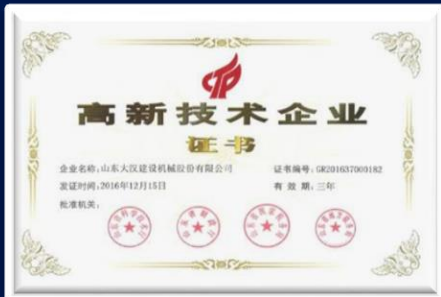 高新技术企业
证书
企业名称:山东大汉建设机械股份有限公司 证书编号:GR201637000182
发证时间:2016年12月15日 有 效 期:三年
批准机关: